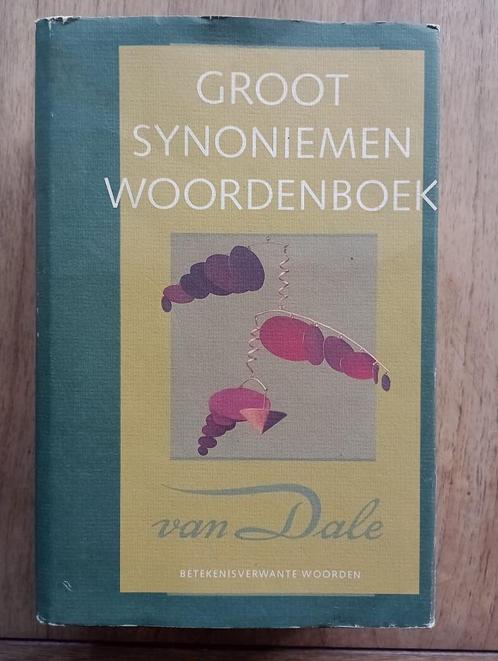 GROOT
SYNONIEMEN
WOORDENBOEK
van Dale
BETEKENISVERWANTE WOORDEN